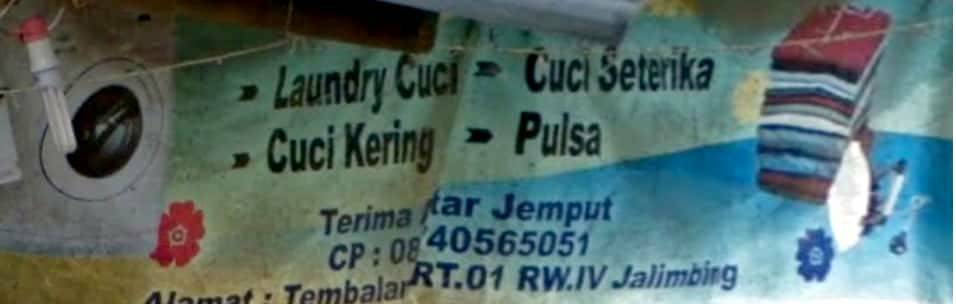 » Laundry Cuci » Cuci Seterika
» Cuci Kering » Pulsa
Terima tar Jemput
CP : 08 40565051
Alamat : Tembalar RT.01 RW.IV Jalimbing